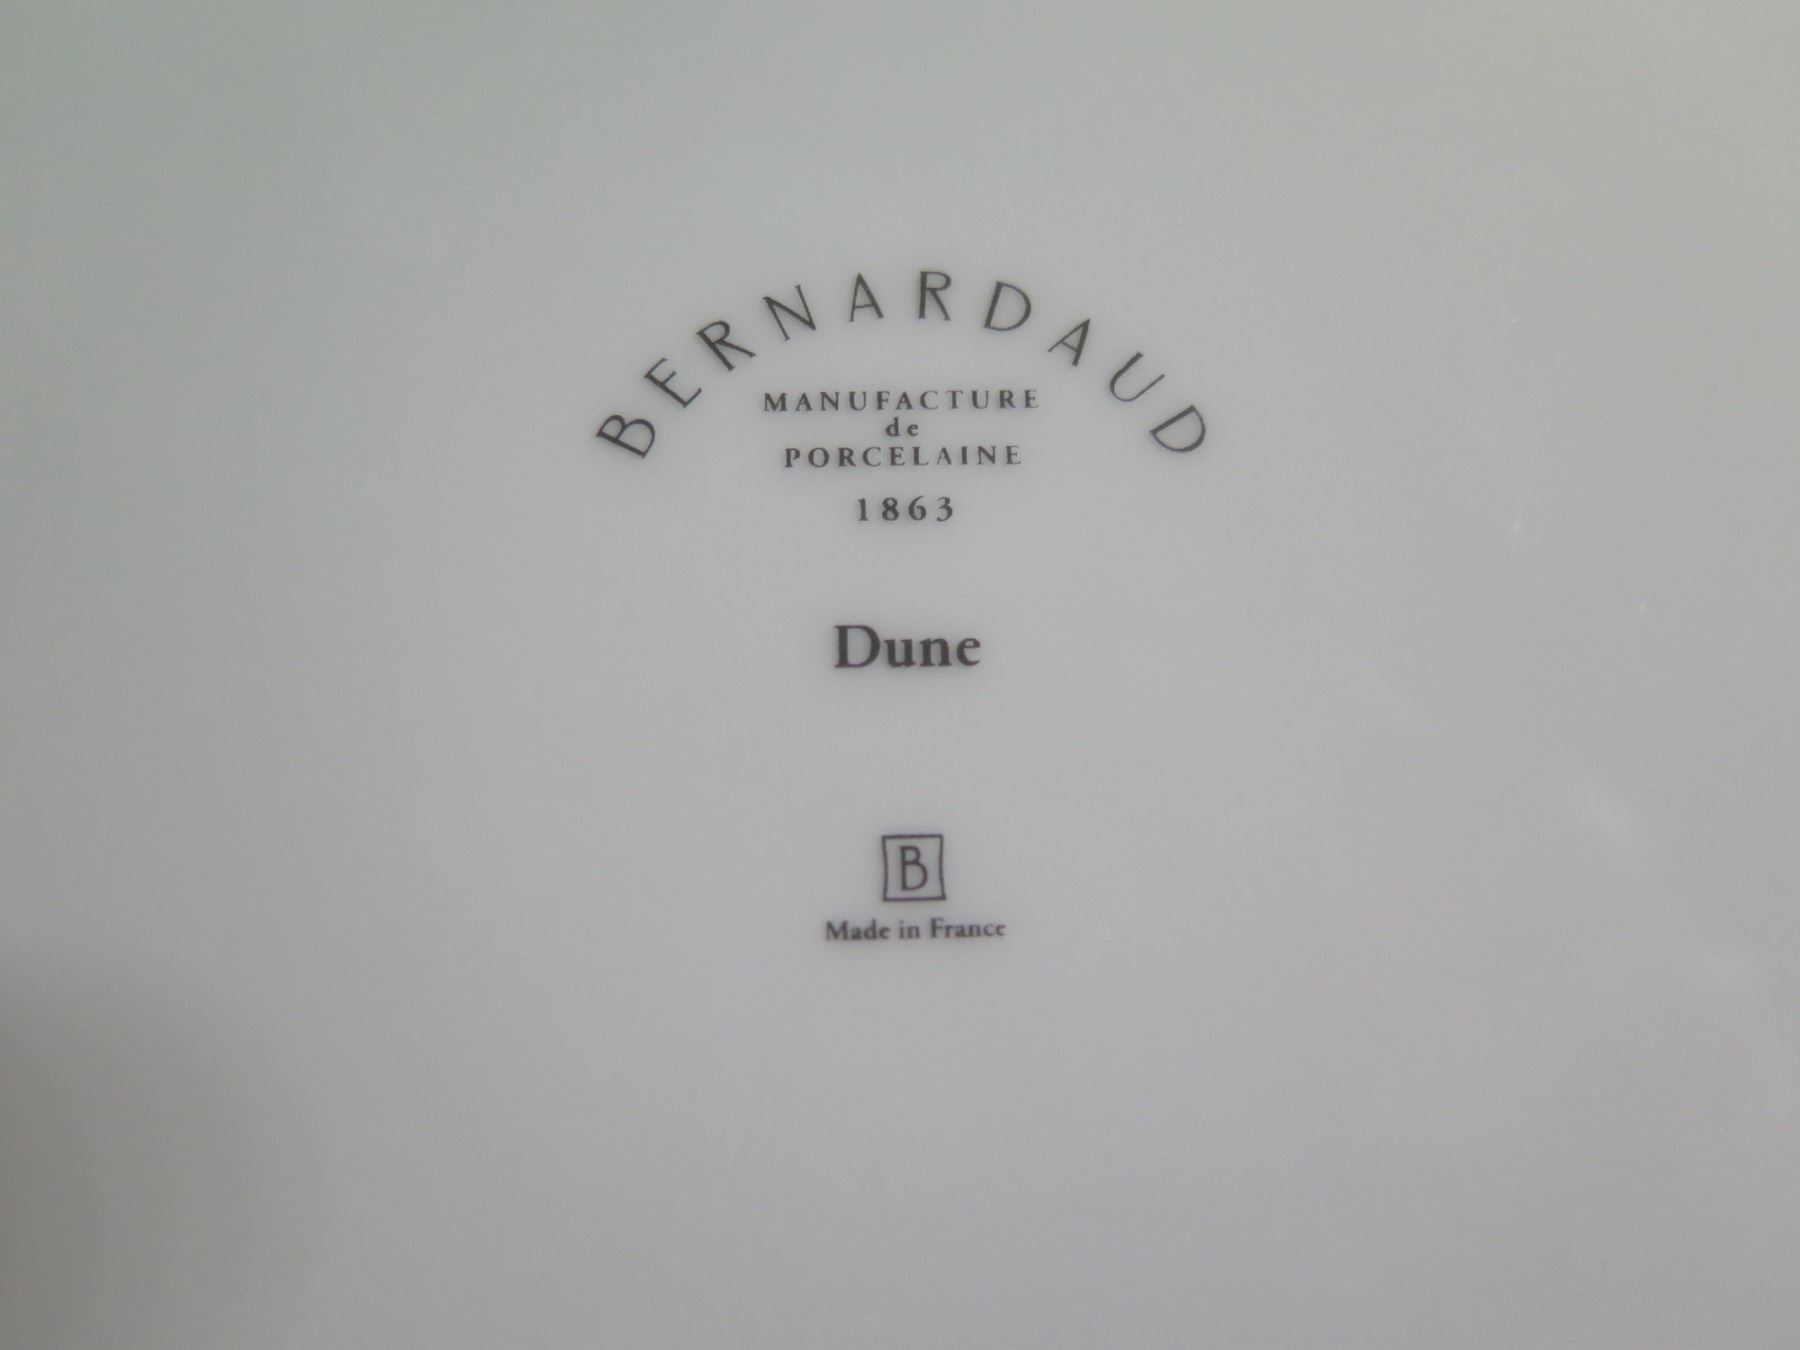 BERNARDAUD
MANUFACTURE
de
PORCELAINE
1863
Dune
B
Made in France